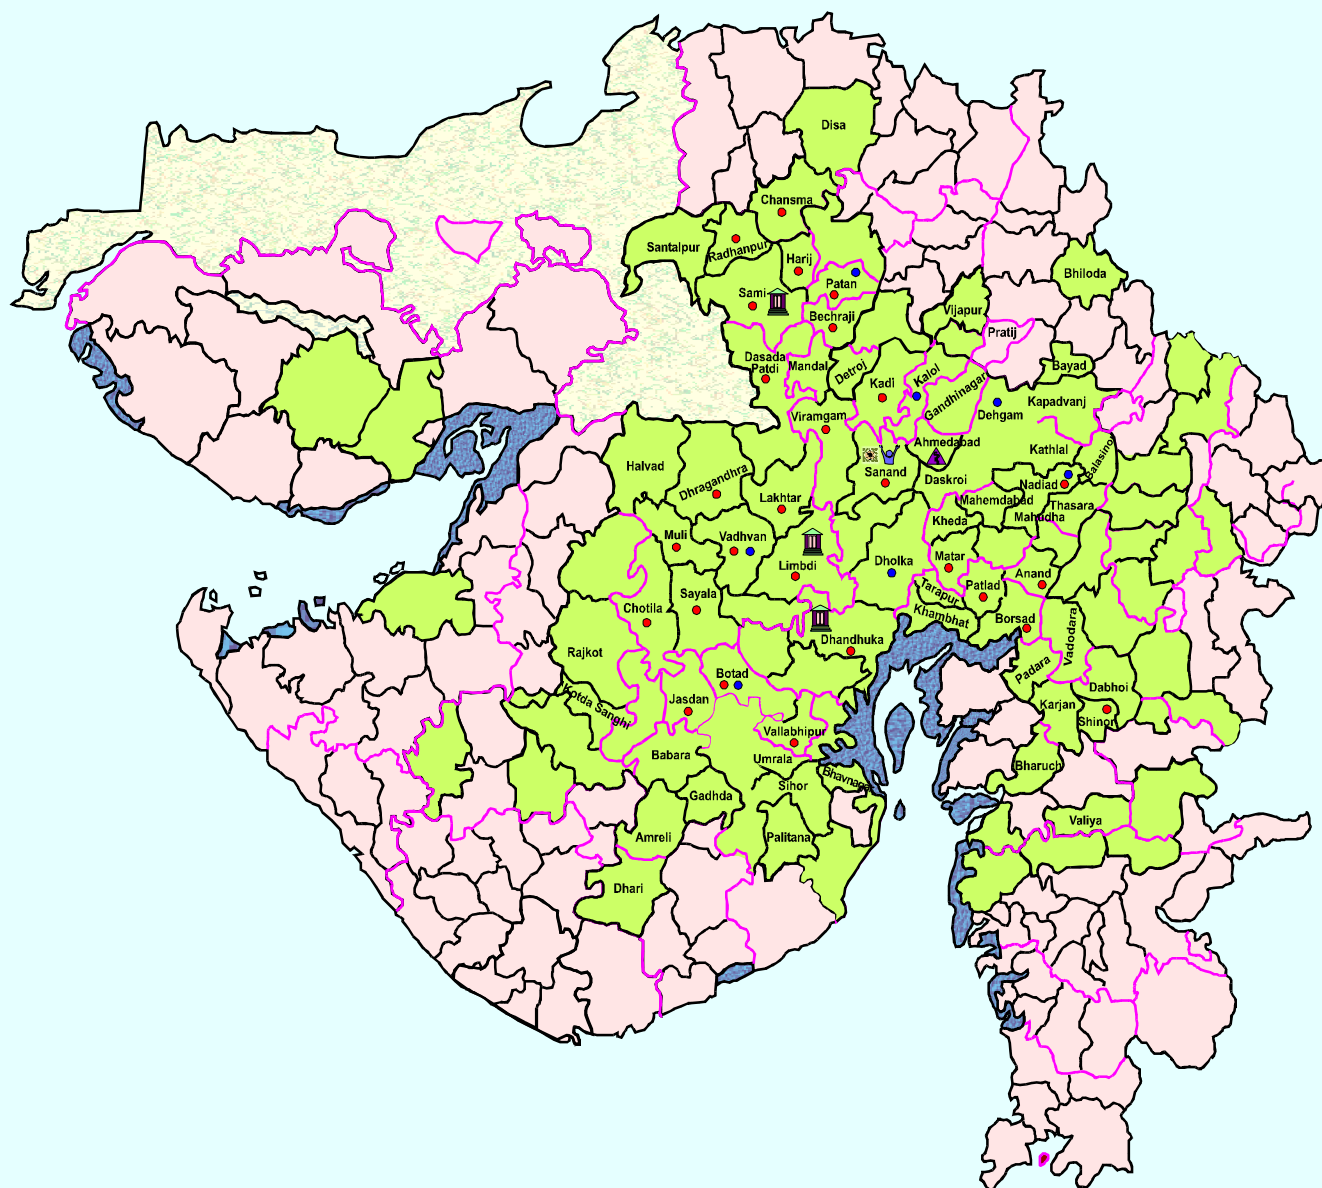 Disa
Chansma
Santalpur
Radhanpur
Harij
Bhiloda
Sami
Patan
Bechraji
Vijapur
Pratij
Dasada
Patdi
Mandal
Detroj
Kadi
Kalol
Gandhinagar
Bayad
Dehgam
Kapadvanj
Viramgam
Ahmedabad
Kathlal
Balasinor
Halvad
Dhragandhra
Lakhtar
Sanand
Daskroi
Nadiad
Mahemdabad
Thasara
Mahudha
Kheda
Muli
Vadhvan
Limbdi
Dholka
Matar
Anand
Patlad
Tarapur
Sayala
Chotila
Khambhat
Borsad
Dhandhuka
Vadodara
Rajkot
Padara
Botad
Dabhoi
Kotda Sanghi
Jasdan
Karjan
Shinor
Vallabhipur
Babara
Umrala
Bharuch
Bhavnagar
Sihor
Gadhda
Valiya
Amreli
Palitana
Dhari